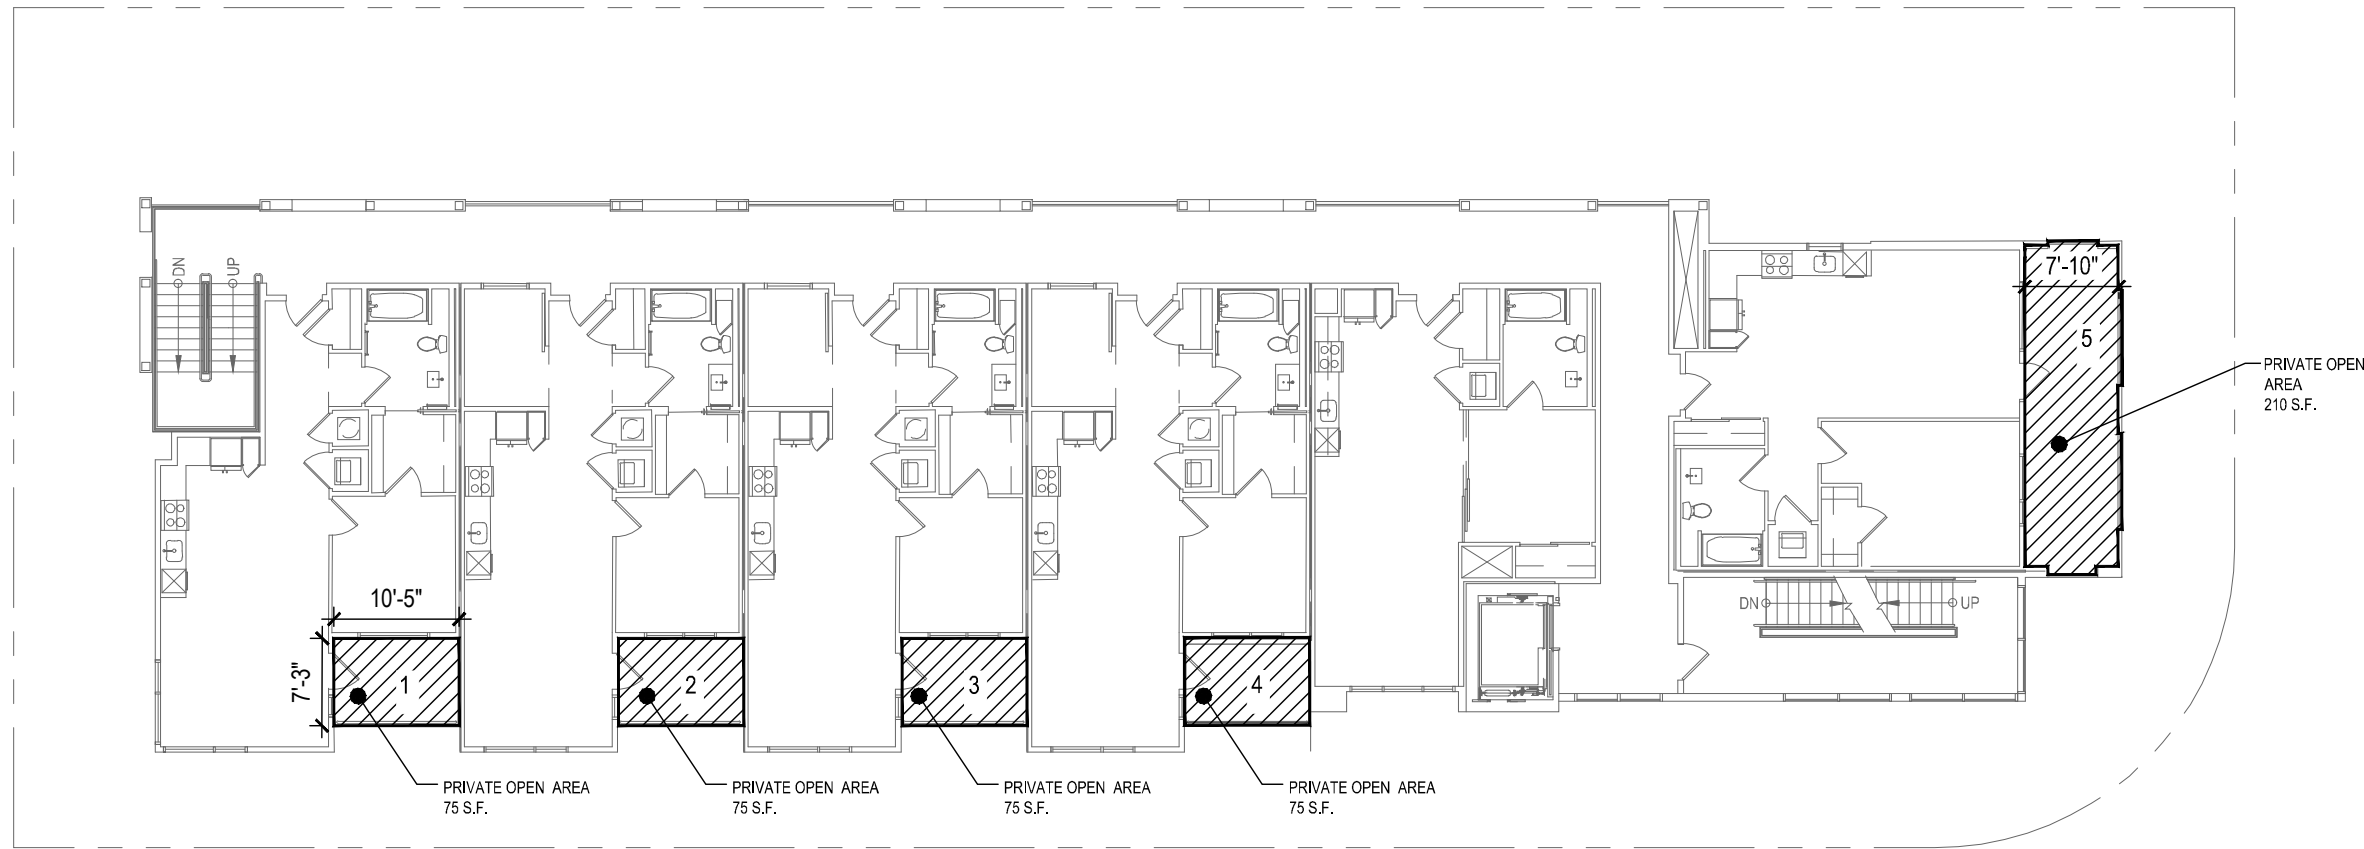 DN
UP
7'-10"
5
PRIVATE OPEN
AREA
210 S.F.
10'-5"
DN
UP
7'-3"
1
2
3
4
PRIVATE OPEN AREA
75 S.F.
PRIVATE OPEN AREA
75 S.F.
PRIVATE OPEN AREA
75 S.F.
PRIVATE OPEN AREA
75 S.F.